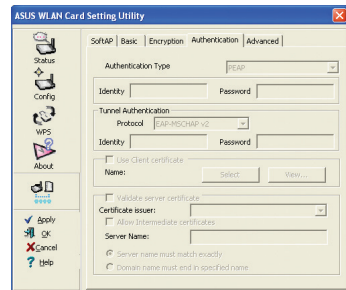 ASUS WLAN Card Setting Utility
Status
Config
WPS
About
Apply
OK
Cancel
Help
SoftAP Basic Encryption Authentication Advanced
Authentication Type PEAP
Identity Password
Tunnel Authentication
Protocol EAP-MSCHAP v2
Identity Password
Use Client certificate
Name: Select View...
Validate server certificate
Certificate issuer:
Allow Intermediate certificates
Server Name:
Server name must match exactly
Domain name must end in specified name